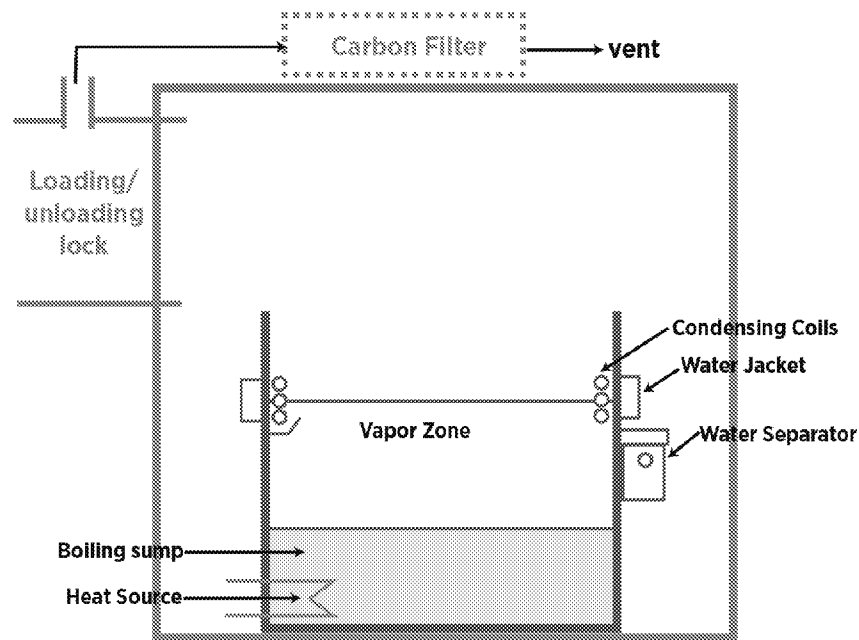 Carbon Filter
vent
Loading/
unloading
lock
Condensing Coils
Water Jacket
Vapor Zone
Water Separator
Boiling sump
Heat Source